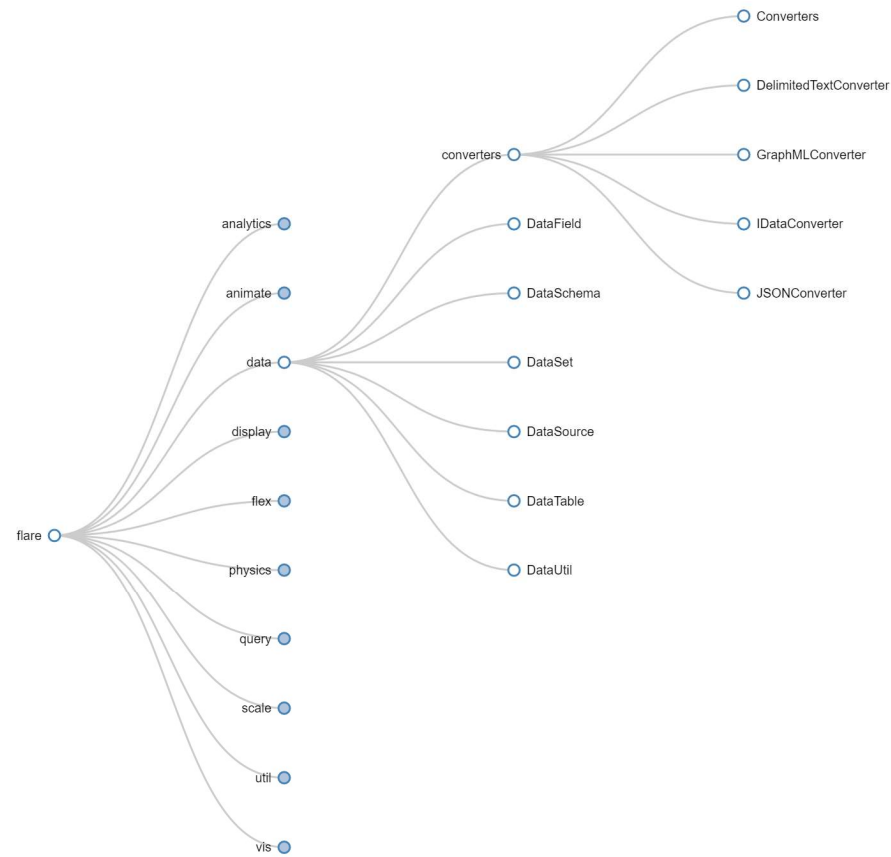 Converters
DelimitedTextConverter
converters
GraphMLConverter
analytics
DataField
IDataConverter
animate
DataSchema
JSONConverter
data
DataSet
display
DataSource
flex
DataTable
flare
physics
DataUtil
query
scale
util
vis